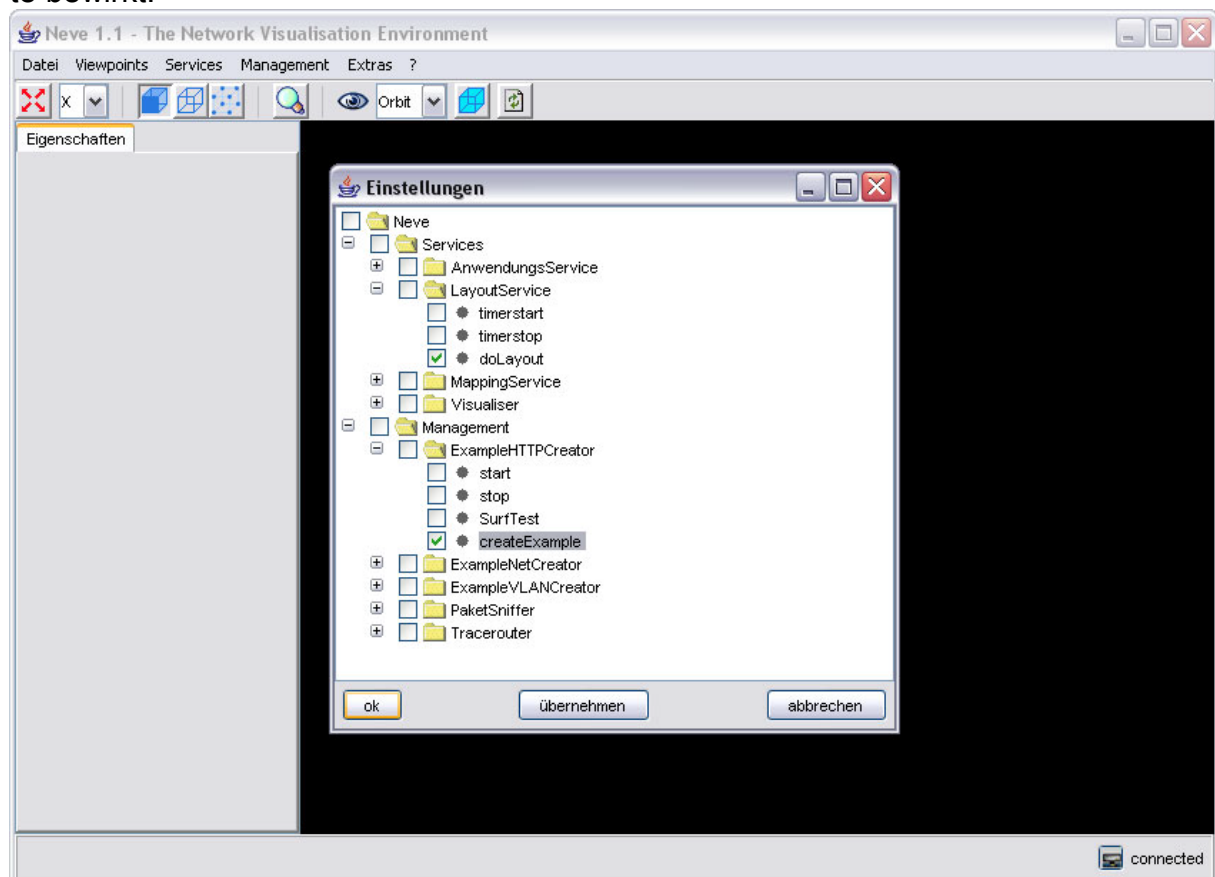 te bewirkt.
Neve 1.1 - The Network Visualisation Environment
Datei Viewpoints Services Management Extras ?
X Orbit
Eigenschaften
Einstellungen
Neve
Services
AnwendungsService
LayoutService
timerstart
timerstop
doLayout
MappingService
Visualiser
Management
ExampleHTTPCreator
start
stop
SurfTest
createExample
ExampleNetCreator
ExampleVLANCreator
PaketSniffer
Tracerouter
ok übernehmen abbrechen
connected